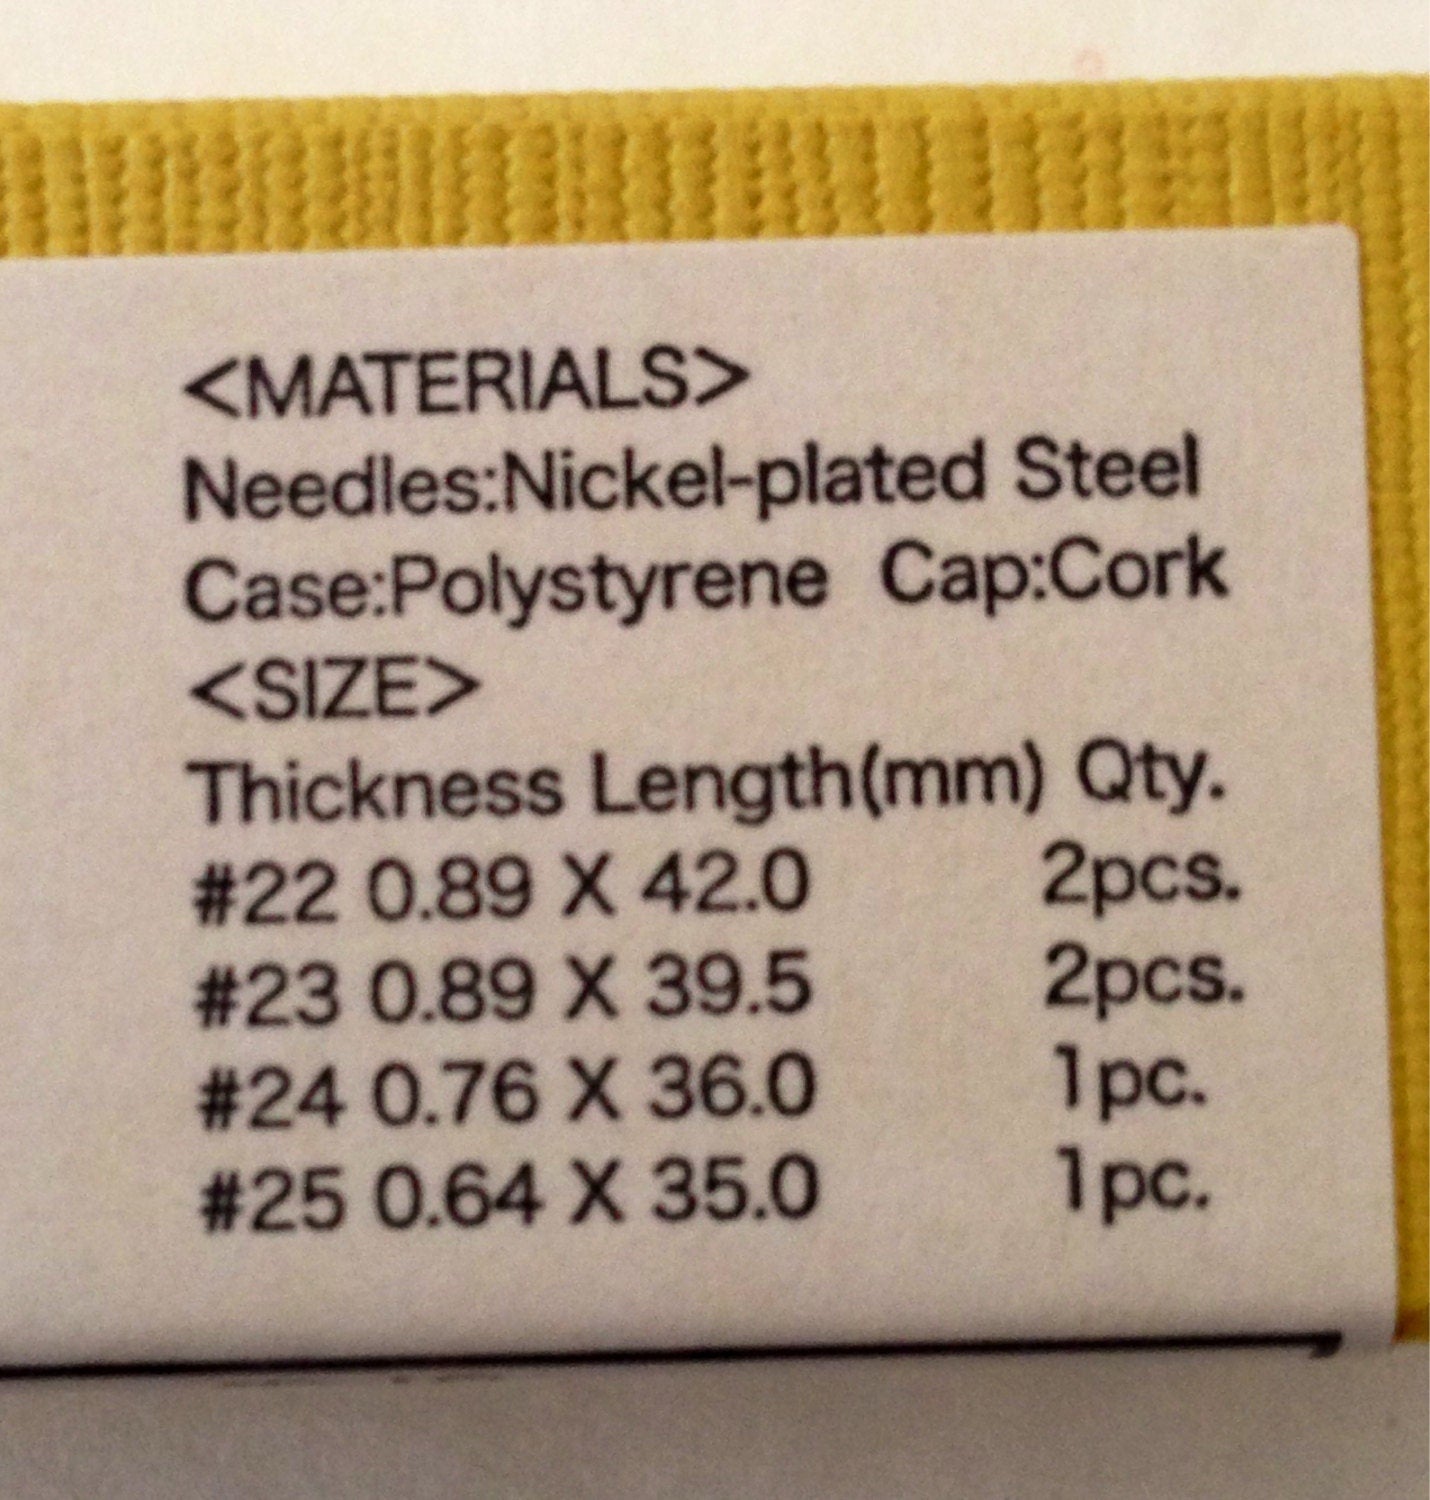 <MATERIALS>
Needles:Nickel-plated Steel
Case:Polystyrene Cap:Cork
<SIZE>
Thickness Length(mm) Qty.
#22 0.89 X 42.0 2pcs.
#23 0.89 X 39.5 2pcs.
#24 0.76 X 36.0 1pc.
#25 0.64 X 35.0 1pc.